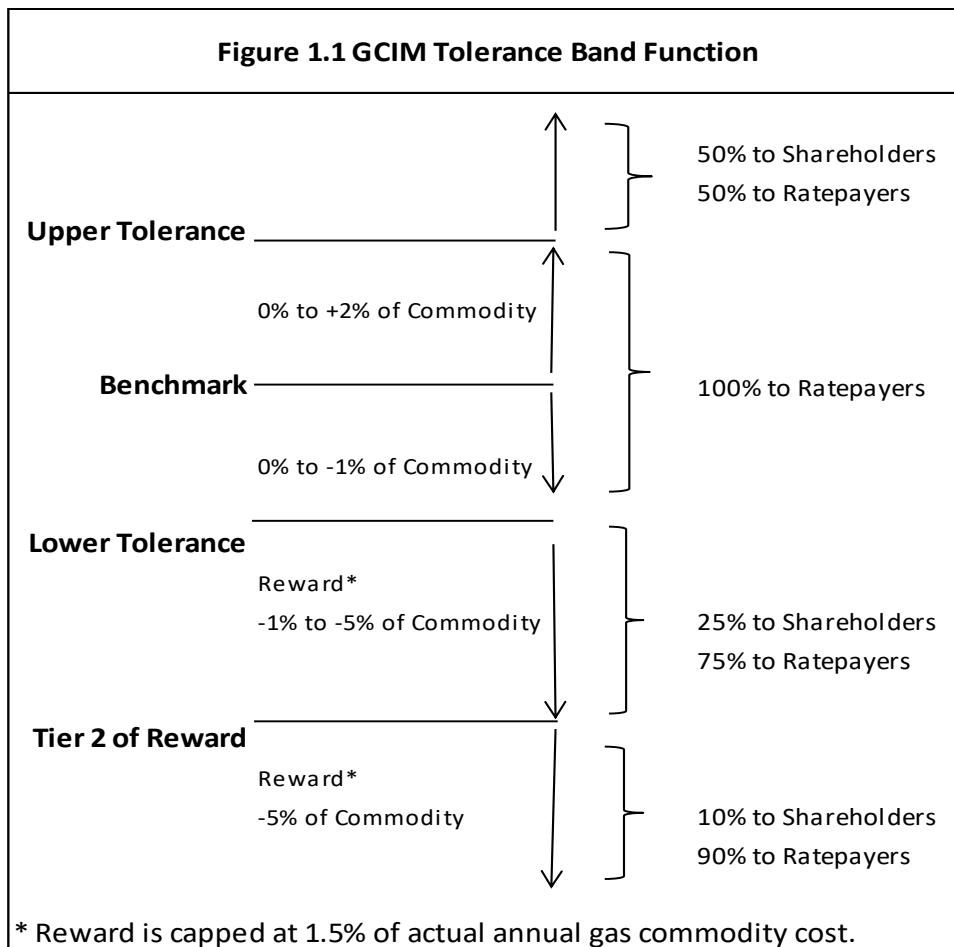 Figure 1.1 GCIM Tolerance Band Function
50% to Shareholders
50% to Ratepayers
Upper Tolerance
0% to +2% of Commodity
Benchmark
100% to Ratepayers
0% to -1% of Commodity
Lower Tolerance
Reward*
-1% to -5% of Commodity
25% to Shareholders
75% to Ratepayers
Tier 2 of Reward
Reward*
-5% of Commodity
10% to Shareholders
90% to Ratepayers
* Reward is capped at 1.5% of actual annual gas commodity cost.